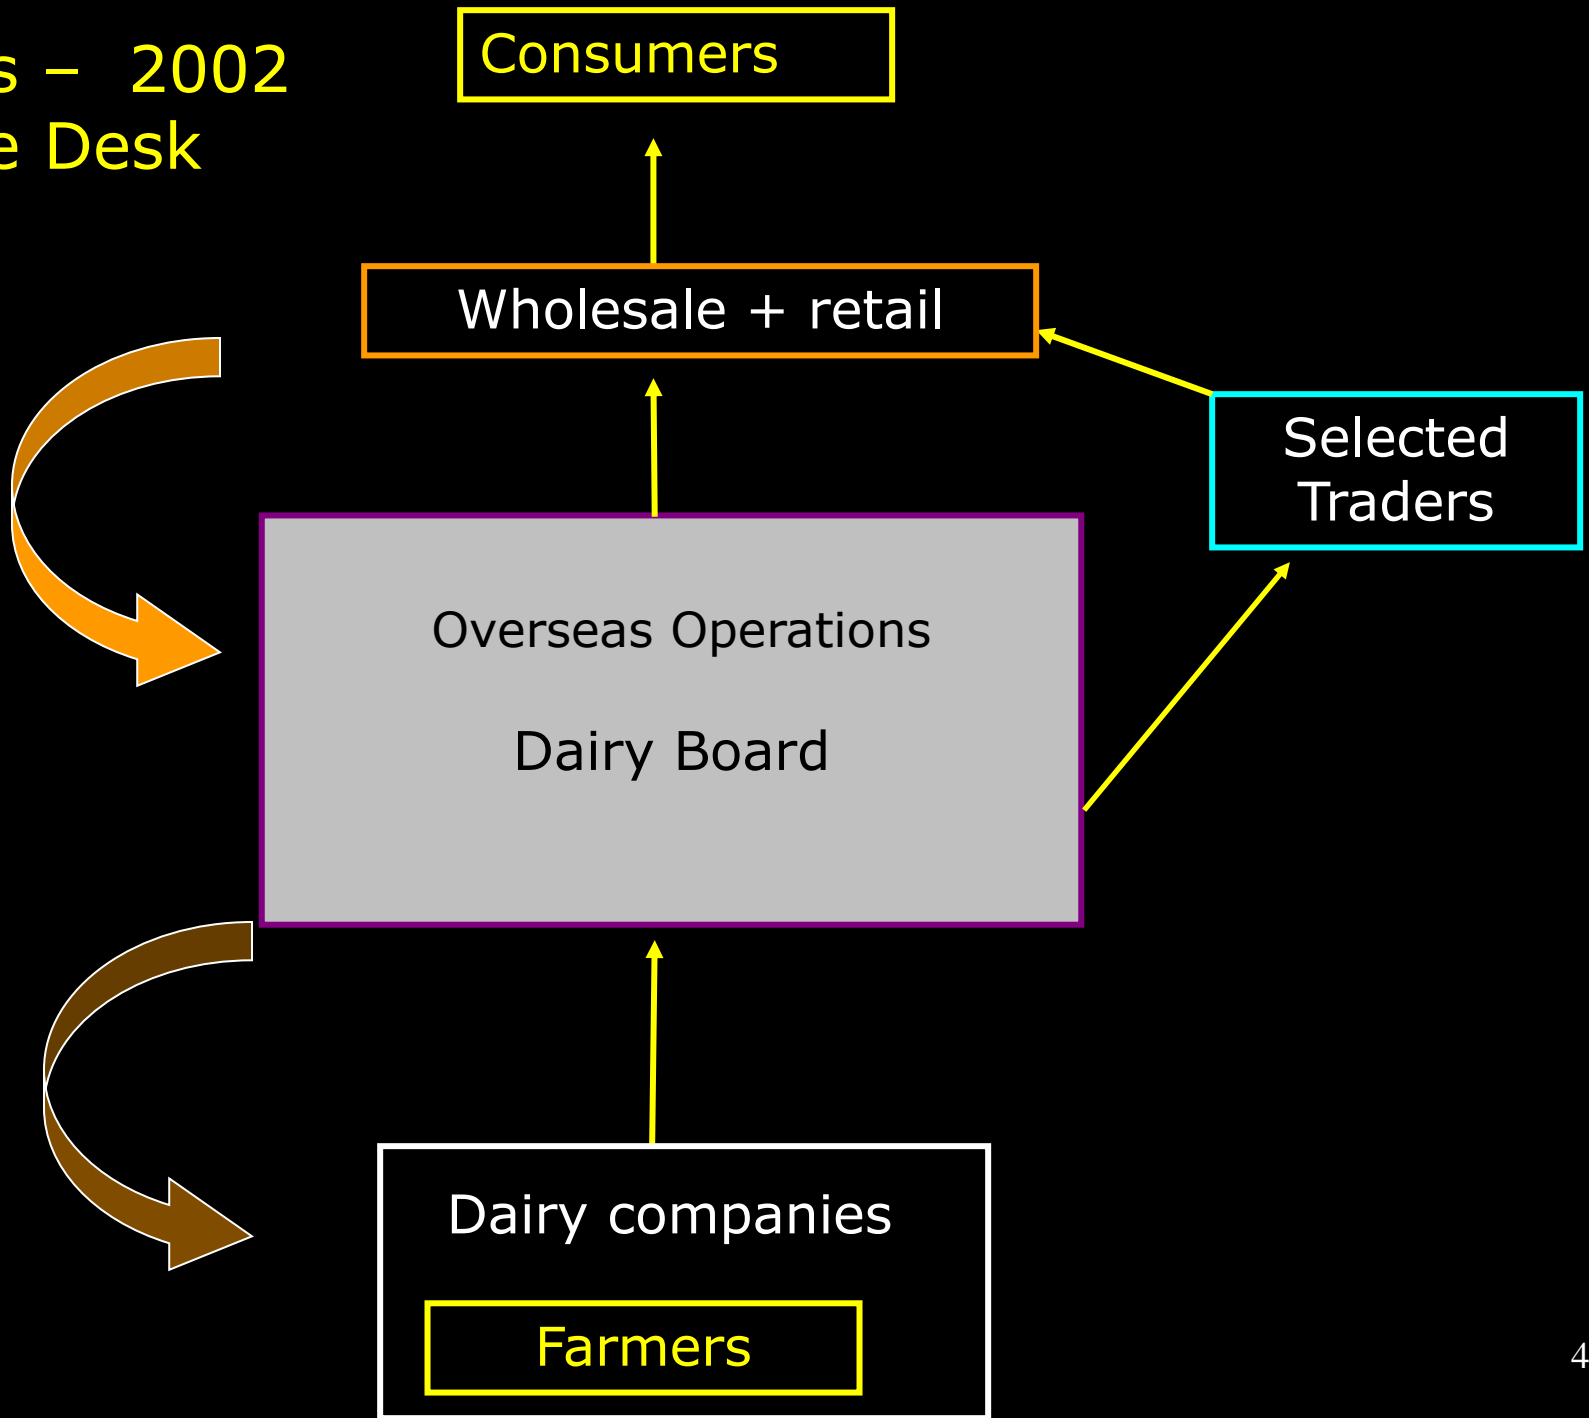 s – 2002
e Desk
Consumers
Wholesale + retail
Selected
Traders
Overseas Operations
Dairy Board
Dairy companies
Farmers
4